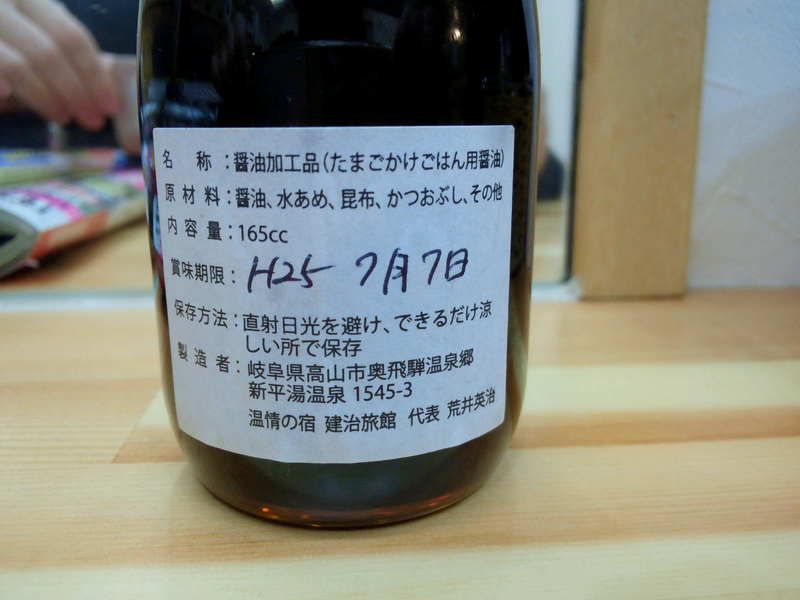 名称：醤油加工品（たまごかけごはん用醤油）
原材料：醤油、水あめ、昆布、かつおぶし、その他
内容量：165cc
賞味期限：H25 7月7日
保存方法：直射日光を避け、できるだけ涼
しい所で保存
製造者：岐阜県高山市奥飛騨温泉郷
新平湯温泉 1545-3
温情の宿 建治旅館 代表 荒井英治